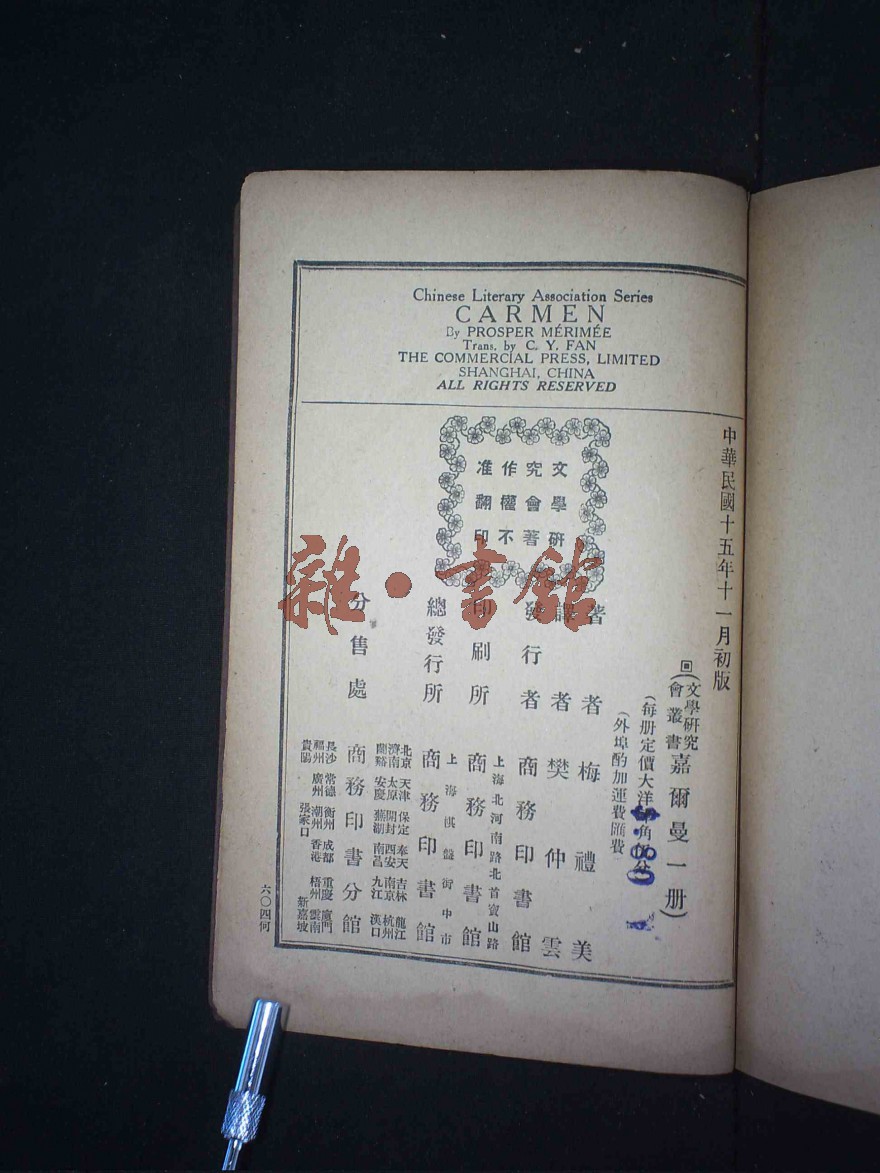 Chinese Literary Association Series
CARMEN
By PROSPER MÉRIMÉE
Trans. by C. Y. FAN
THE COMMERCIAL PRESS, LIMITED
SHANGHAI, CHINA
ALL RIGHTS RESERVED
中華民國十五年十一月初版
文學研究
會叢書
嘉爾曼一册)
(每册定價大洋 角
(外埠酌加運費匯費
文學研
究會著
作權不
准翻印
著者 梅禮美
譯者 樊仲雲
發行者 商務印書館
上海北河南路北首寶山路
印刷所 商務印書館
上海棋盤街中市
總發行所 商務印書館
分售處 商務印書分館
北京 天津 保定 奉天 吉林 龍江
濟南 太原 開封 西安 南京 杭州
蘭谿 安慶 蕪湖 南昌 九江 漢口
長沙 常德 衡州 成都 重慶 廈門
福州 廣州 潮州 香港 梧州 雲南
貴陽 張家口 新嘉坡
六〇四何
雜·書館